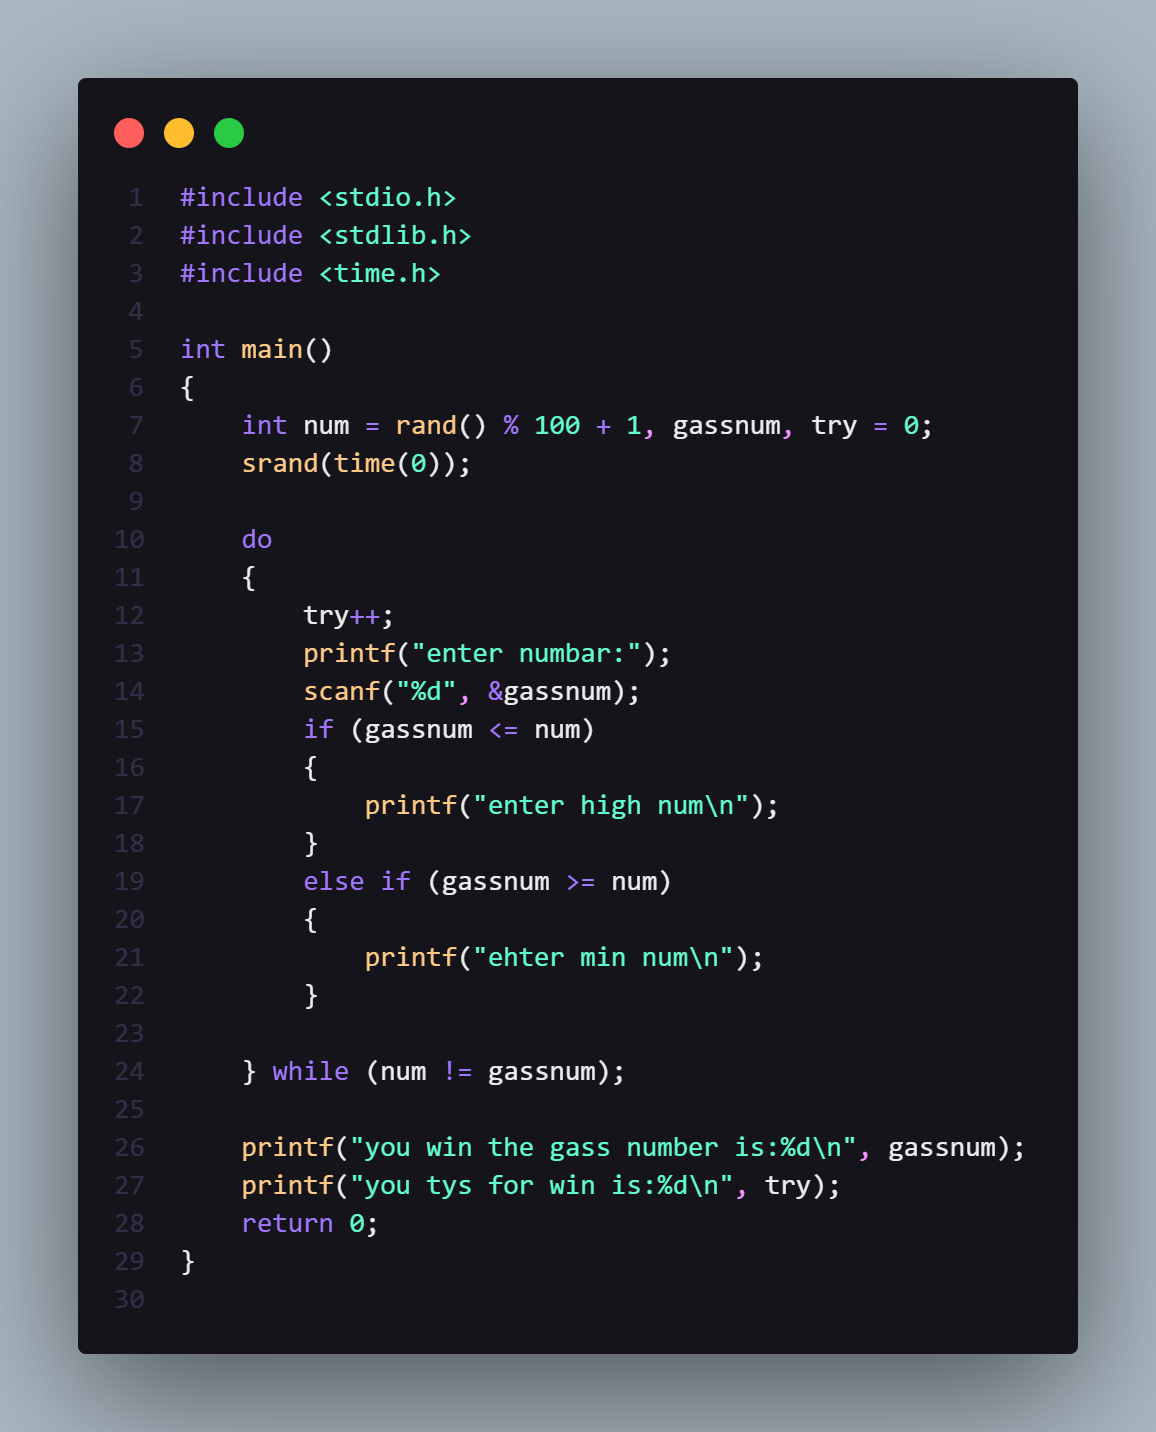 1 #include <stdio.h>
2 #include <stdlib.h>
3 #include <time.h>
4
5 int main()
6 {
7     int num = rand() % 100 + 1, gassnum, try = 0;
8     srand(time(0));
9
10     do
11     {
12         try++;
13         printf("enter numbar:");
14         scanf("%d", &gassnum);
15         if (gassnum <= num)
16         {
17             printf("enter high num\n");
18         }
19         else if (gassnum >= num)
20         {
21             printf("ehter min num\n");
22         }
23
24     } while (num != gassnum);
25
26     printf("you win the gass number is:%d\n", gassnum);
27     printf("you tys for win is:%d\n", try);
28     return 0;
29 }
30